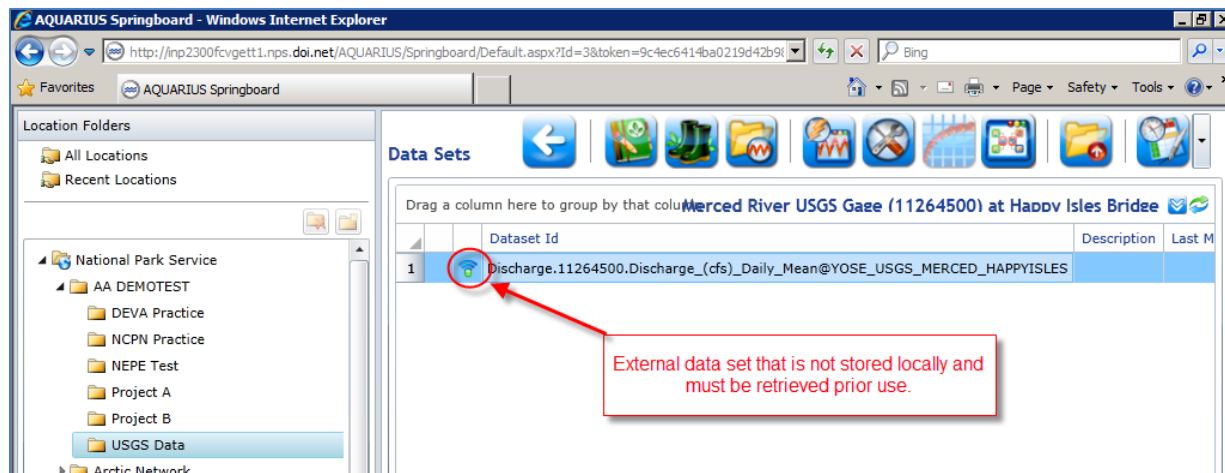 AQUARIUS Springboard - Windows Internet Explorer
http://inp2300fcvgett1.nps.doi.net/AQUARIUS/Springboard/Default.aspx?Id=3&token=9c4ec6414ba0219d42b98
Bing
Favorites
AQUARIUS Springboard
Page
Safety
Tools
Location Folders
All Locations
Recent Locations
National Park Service
AA DEMOTEST
DEVA Practice
NCPN Practice
NEPE Test
Project A
Project B
USGS Data
Arctic Network
Data Sets
Drag a column here to group by that colu
Merced River USGS Gage (11264500) at Happy Isles Bridge
Dataset Id Description Last M
1 Discharge.11264500.Discharge_(cfs)_Daily_Mean@YOSE_USGS_MERCED_HAPPYISLES
External data set that is not stored locally and
must be retrieved prior use.